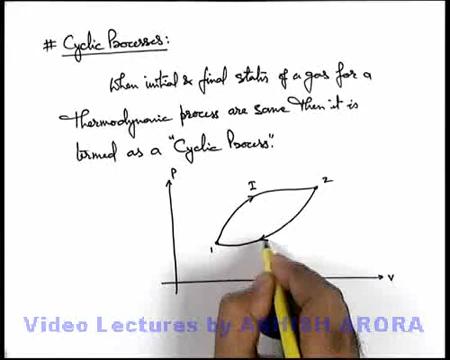 # Cyclic Processes:
When initial & final states of a gas for a
thermodynamic process are same then it is
termed as a "Cyclic Process".
P
I
2
1
V
Video Lectures by ASHISH ARORA